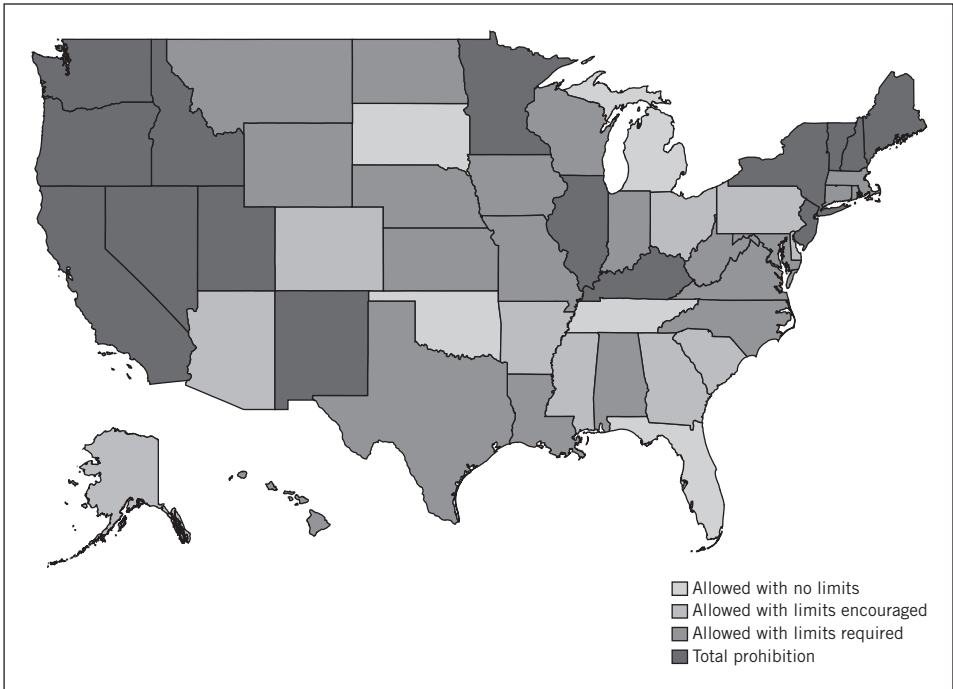 Allowed with no limits
Allowed with limits encouraged
Allowed with limits required
Total prohibition